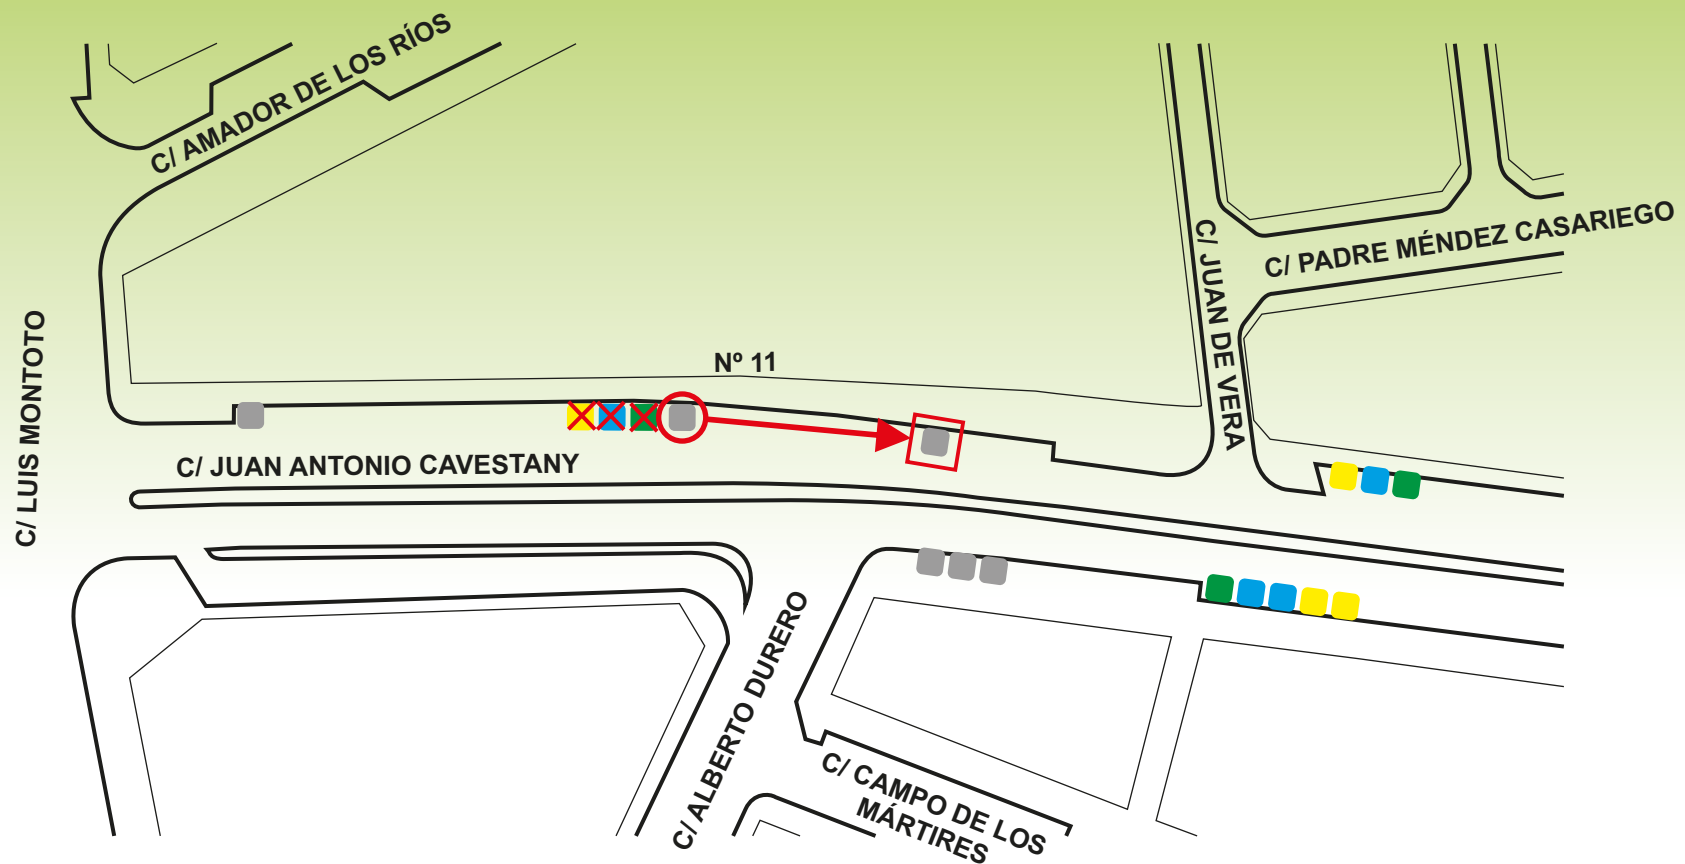 C/ AMADOR DE LOS RÍOS
C/ JUAN DE VERA
C/ PADRE MÉNDEZ CASARIEGO
C/ LUIS MONTOTO
Nº 11
C/ JUAN ANTONIO CAVESTANY
C/ ALBERTO DURERO
C/ CAMPO DE LOS
MÁRTIRES